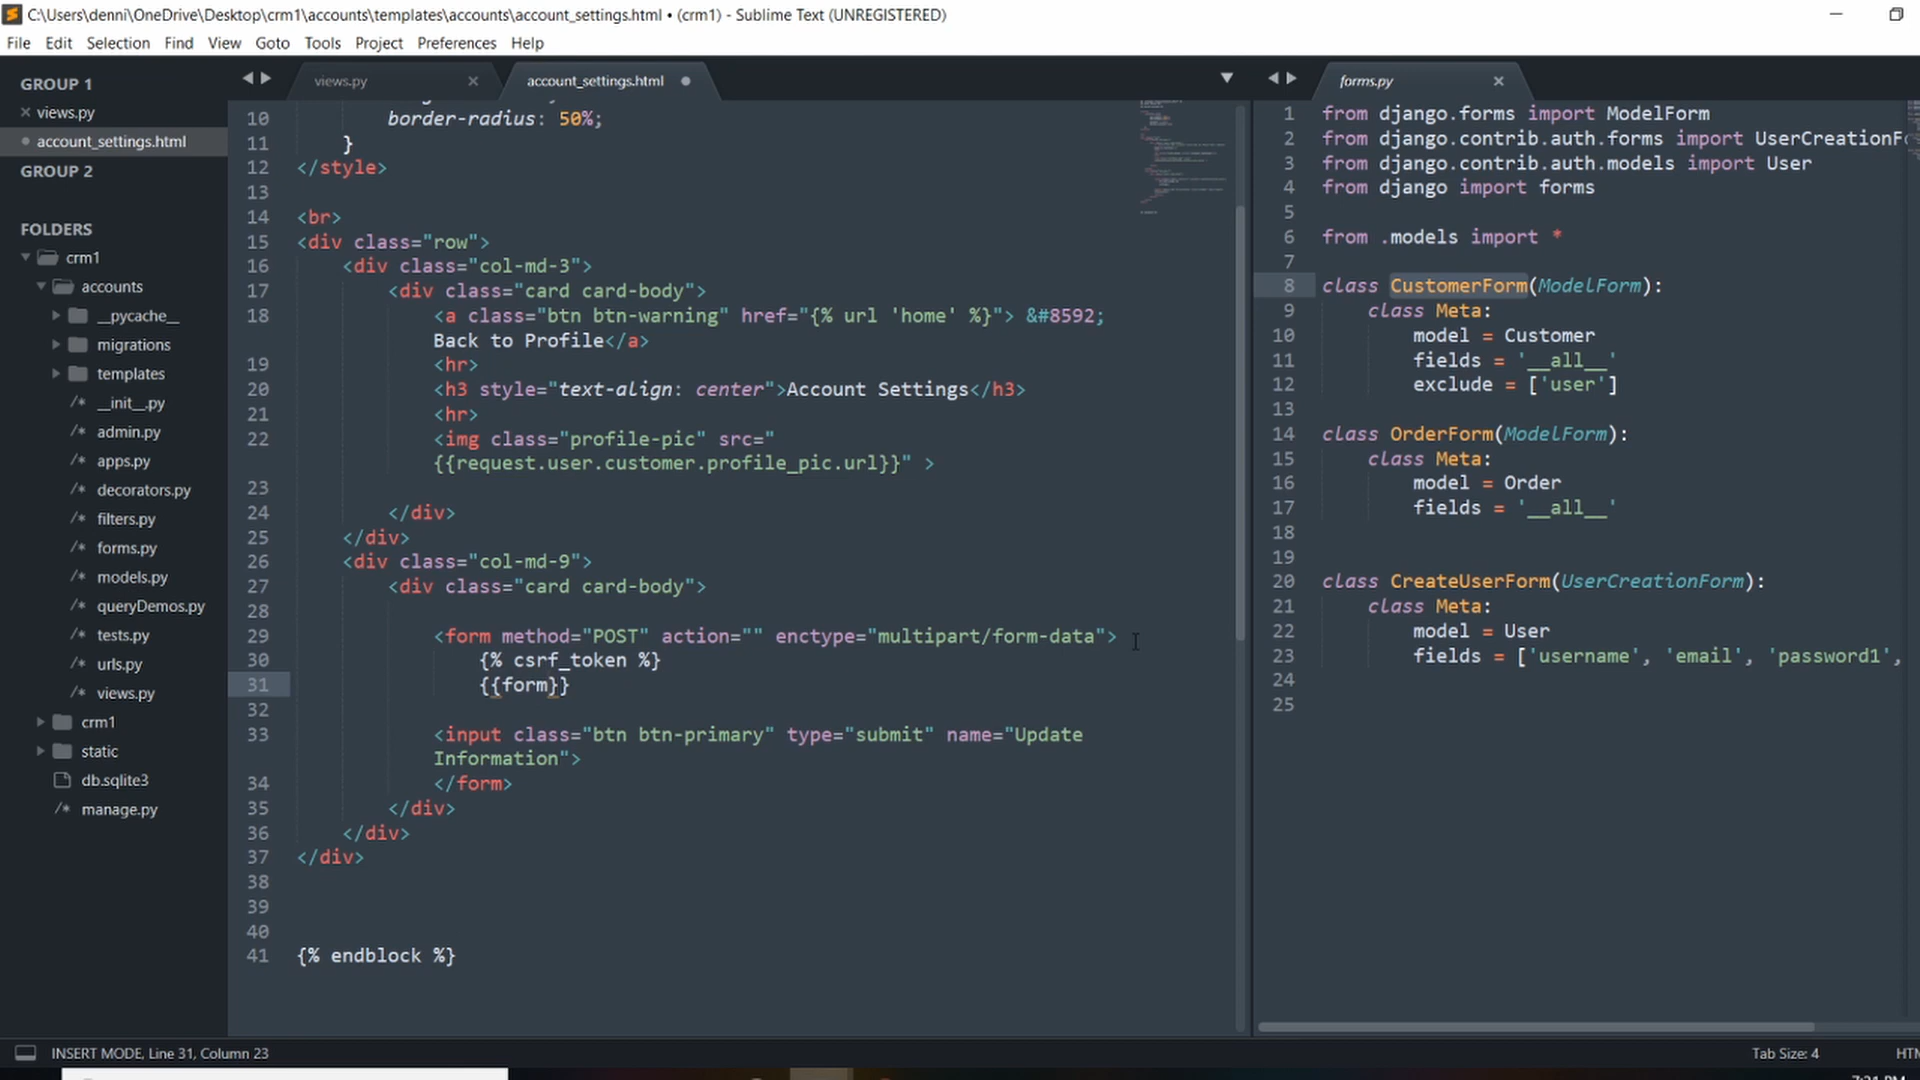 C:\Users\denni\OneDrive\Desktop\crm1\accounts\templates\accounts\account_settings.html • (crm1) - Sublime Text (UNREGISTERED)
File Edit Selection Find View Goto Tools Project Preferences Help
GROUP 1
views.py
account_settings.html
GROUP 2
FOLDERS
crm1
accounts
__pycache__
migrations
templates
/* __init__.py
/* admin.py
/* apps.py
/* decorators.py
/* filters.py
/* forms.py
/* models.py
/* queryDemos.py
/* tests.py
/* urls.py
/* views.py
crm1
static
db.sqlite3
/* manage.py
views.py account_settings.html
10 border-radius: 50%;
11 }
12 </style>
13
14 <br>
15 <div class="row">
16 <div class="col-md-3">
17 <div class="card card-body">
18 <a class="btn btn-warning" href="{% url 'home' %}"> &#8592;
Back to Profile</a>
19 <hr>
20 <h3 style="text-align: center">Account Settings</h3>
21 <hr>
22 <img class="profile-pic" src="
{{request.user.customer.profile_pic.url}}" >
23
24 </div>
25 </div>
26 <div class="col-md-9">
27 <div class="card card-body">
28
29 <form method="POST" action="" enctype="multipart/form-data">
30 {% csrf_token %}
31 {{form}}
32
33 <input class="btn btn-primary" type="submit" name="Update
Information">
34 </form>
35 </div>
36 </div>
37 </div>
38
39
40
41 {% endblock %}
forms.py
1 from django.forms import ModelForm
2 from django.contrib.auth.forms import UserCreationF
3 from django.contrib.auth.models import User
4 from django import forms
5
6 from .models import *
7
8 class CustomerForm(ModelForm):
9 class Meta:
10 model = Customer
11 fields = '__all__'
12 exclude = ['user']
13
14 class OrderForm(ModelForm):
15 class Meta:
16 model = Order
17 fields = '__all__'
18
19
20 class CreateUserForm(UserCreationForm):
21 class Meta:
22 model = User
23 fields = ['username', 'email', 'password1',
24
25
INSERT MODE, Line 31, Column 23
Tab Size: 4
HTM